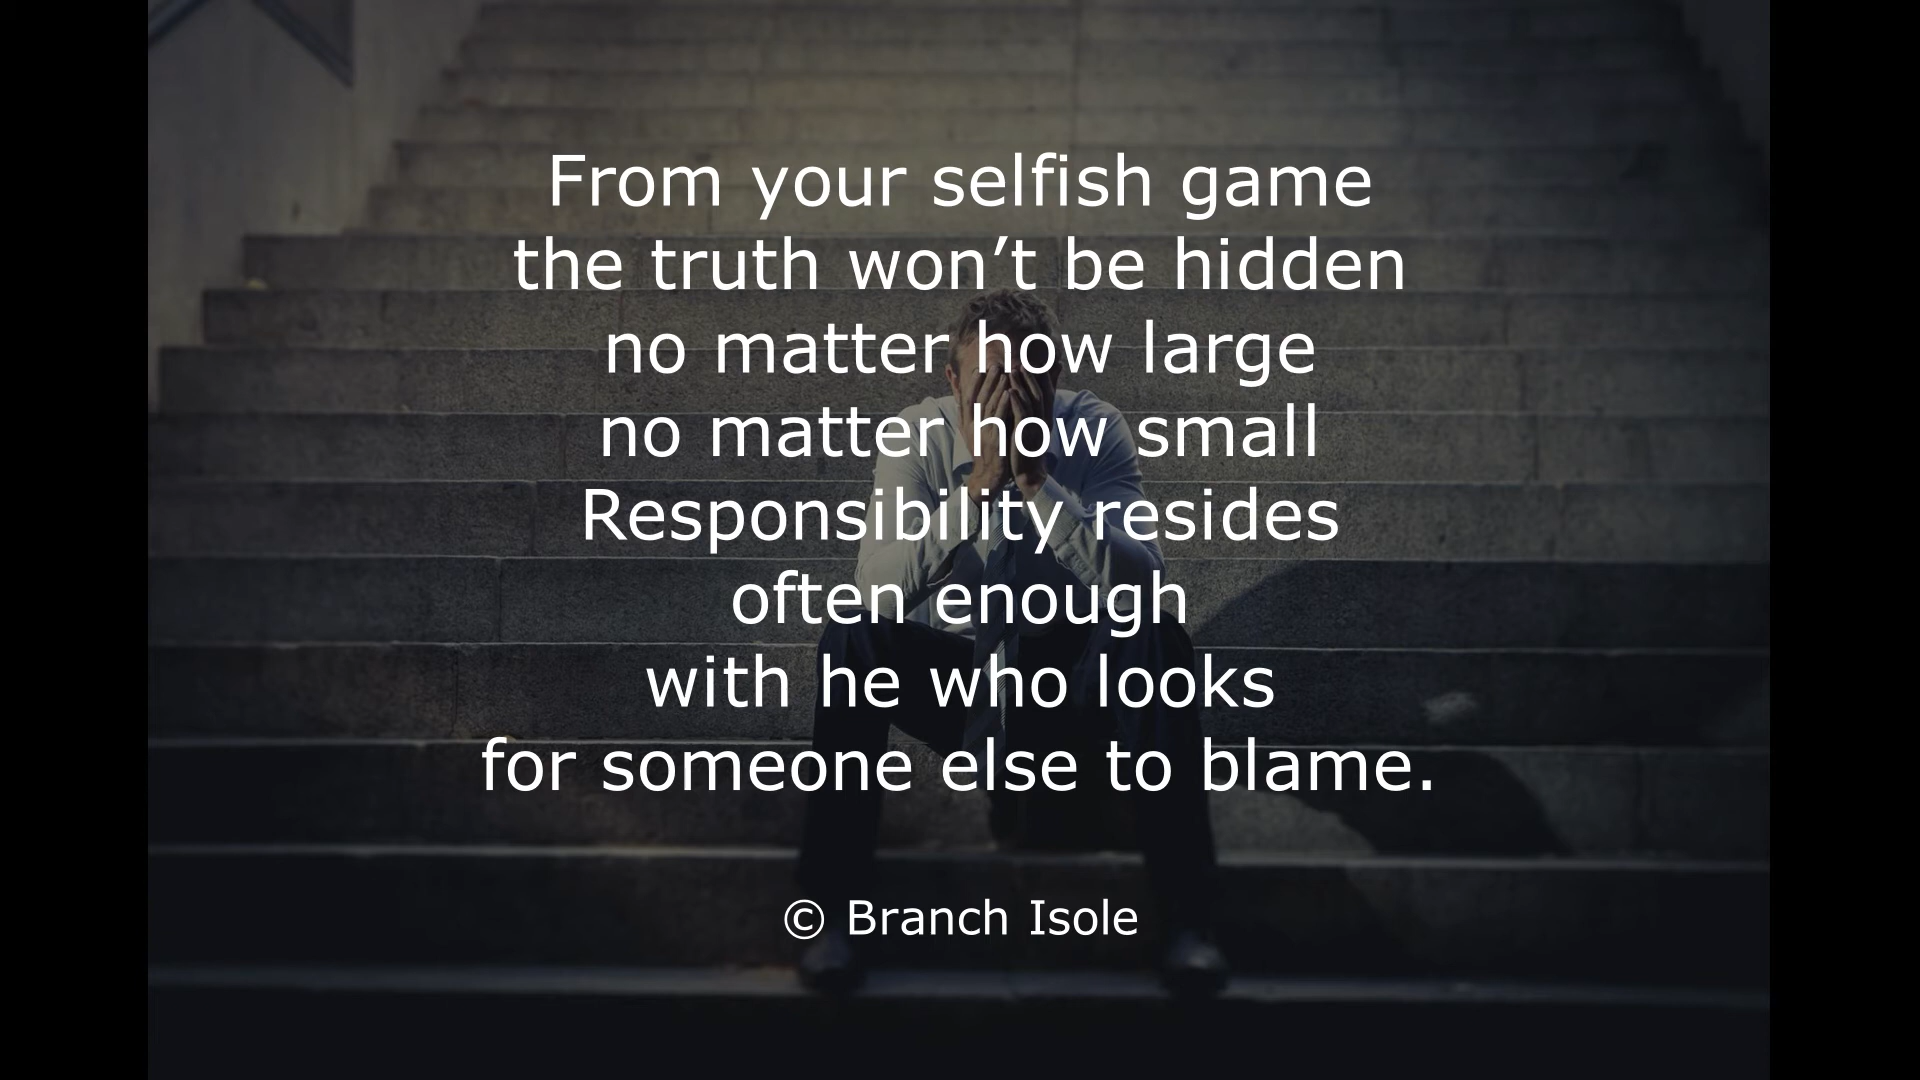 From your selfish game
the truth won’t be hidden
no matter how large
no matter how small
Responsibility resides
often enough
with he who looks
for someone else to blame.
© Branch Isole